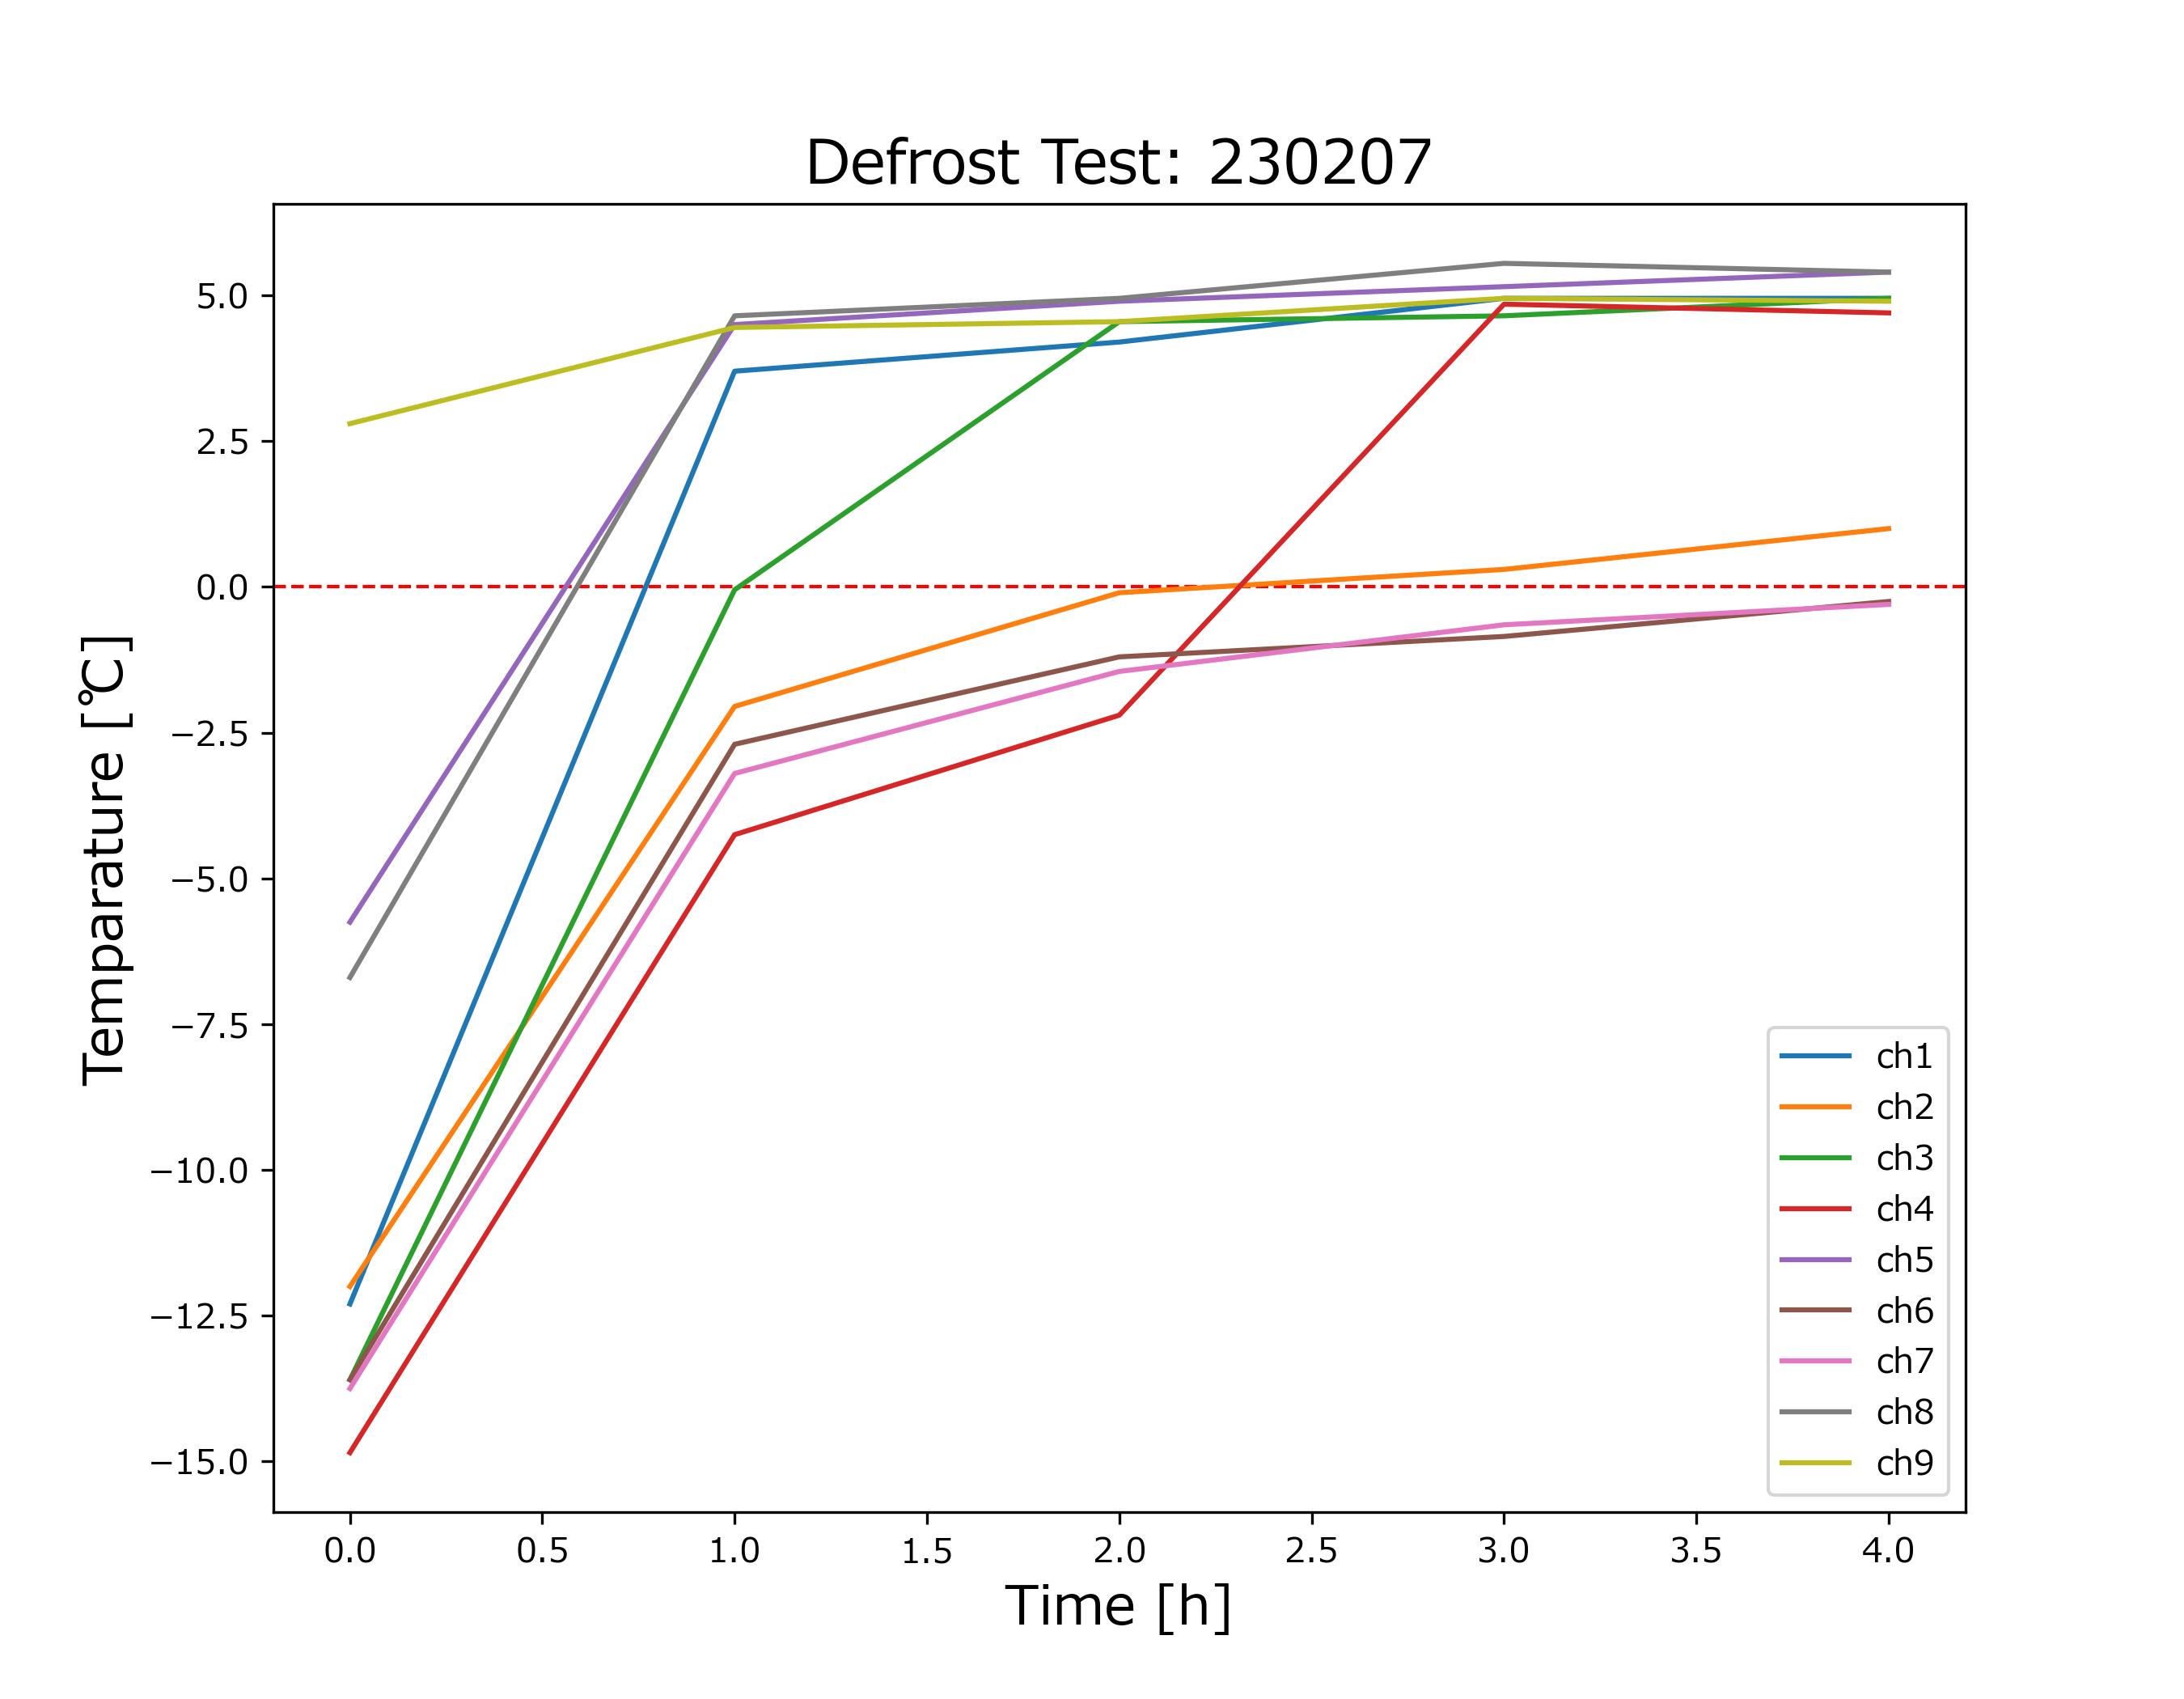 Defrost Test: 230207
Temparature [℃]
5.0
2.5
0.0
−2.5
−5.0
−7.5
−10.0
−12.5
−15.0
ch1
ch2
ch3
ch4
ch5
ch6
ch7
ch8
ch9
0.0 0.5 1.0 1.5 2.0 2.5 3.0 3.5 4.0
Time [h]